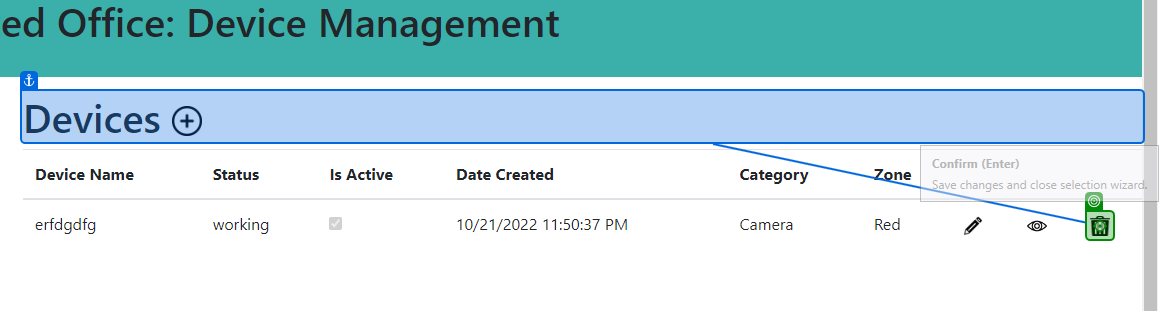 ed Office: Device Management
Devices
Confirm (Enter)
Save changes and close selection wizard.
Device Name Status Is Active Date Created Category Zone
erfdgdfg working 10/21/2022 11:50:37 PM Camera Red